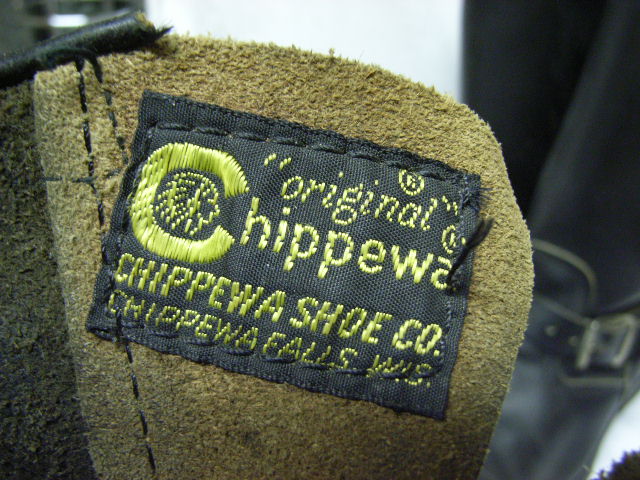 "original"®
Chippewa®
CHIPPEWA SHOE CO.
CHIPPEWA FALLS, WIS.